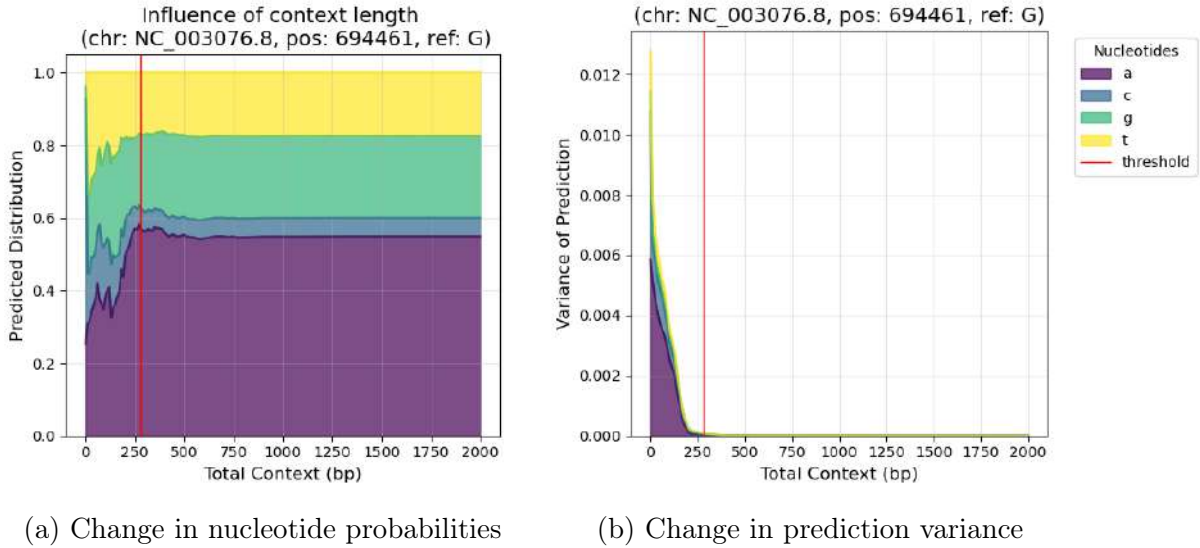 Influence of context length
(chr: NC_003076.8, pos: 694461, ref: G)
Predicted Distribution
1.0
0.8
0.6
0.4
0.2
0.0
0 250 500 750 1000 1250 1500 1750 2000
Total Context (bp)
(chr: NC_003076.8, pos: 694461, ref: G)
Variance of Prediction
0.012
0.010
0.008
0.006
0.004
0.002
0.000
0 250 500 750 1000 1250 1500 1750 2000
Total Context (bp)
Nucleotides
a
c
g
t
threshold
(a) Change in nucleotide probabilities
(b) Change in prediction variance